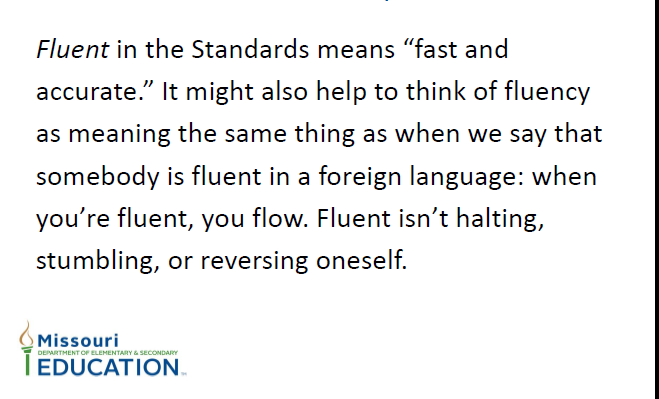 Fluent in the Standards means “fast and
accurate.” It might also help to think of fluency
as meaning the same thing as when we say that
somebody is fluent in a foreign language: when
you’re fluent, you flow. Fluent isn’t halting,
stumbling, or reversing oneself.
Missouri
DEPARTMENT OF ELEMENTARY & SECONDARY
EDUCATION